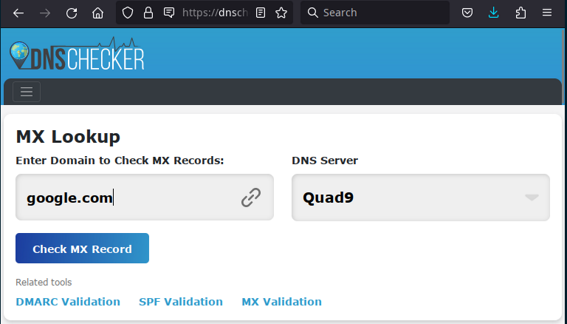 https://dnsch
Search
DNSCHECKER
MX Lookup
Enter Domain to Check MX Records:
DNS Server
google.com
Quad9
Check MX Record
Related tools
DMARC Validation SPF Validation MX Validation